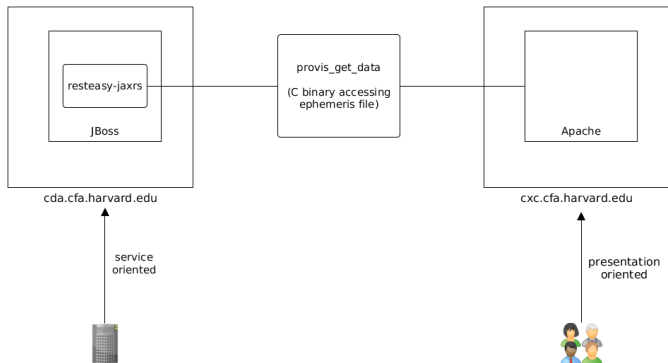 resteasy-jaxrs
JBoss
cda.cfa.harvard.edu
provis_get_data
(C binary accessing
ephemeris file)
Apache
cxc.cfa.harvard.edu
service
oriented
presentation
oriented